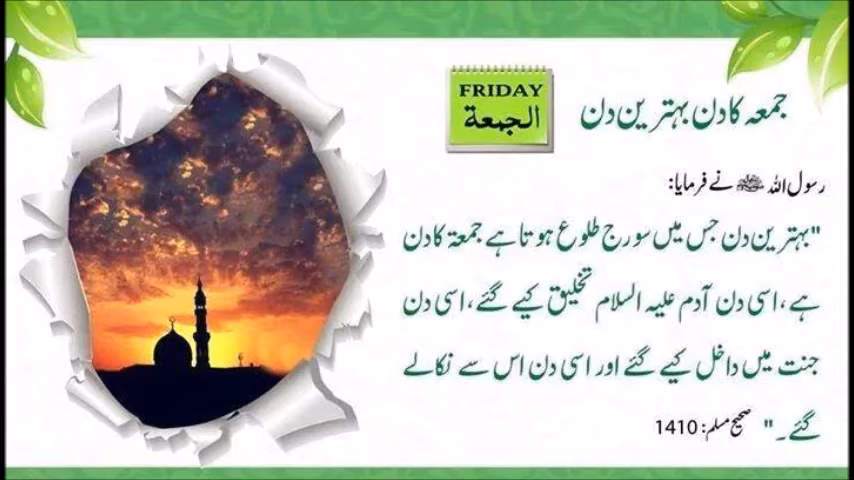 FRIDAY
الجمعة
جمعہ کا دن بہترین دن
رسول اللہ ﷺ نے فرمایا:
"بہترین دن جس میں سورج طلوع ہوتا ہے جمعۃ کا دن
ہے، اسی دن آدم علیہ السلام تخلیق کیے گئے، اسی دن
جنت میں داخل کیے گئے اور اسی دن اس سے نکالے
گئے۔" صحیح مسلم: 1410